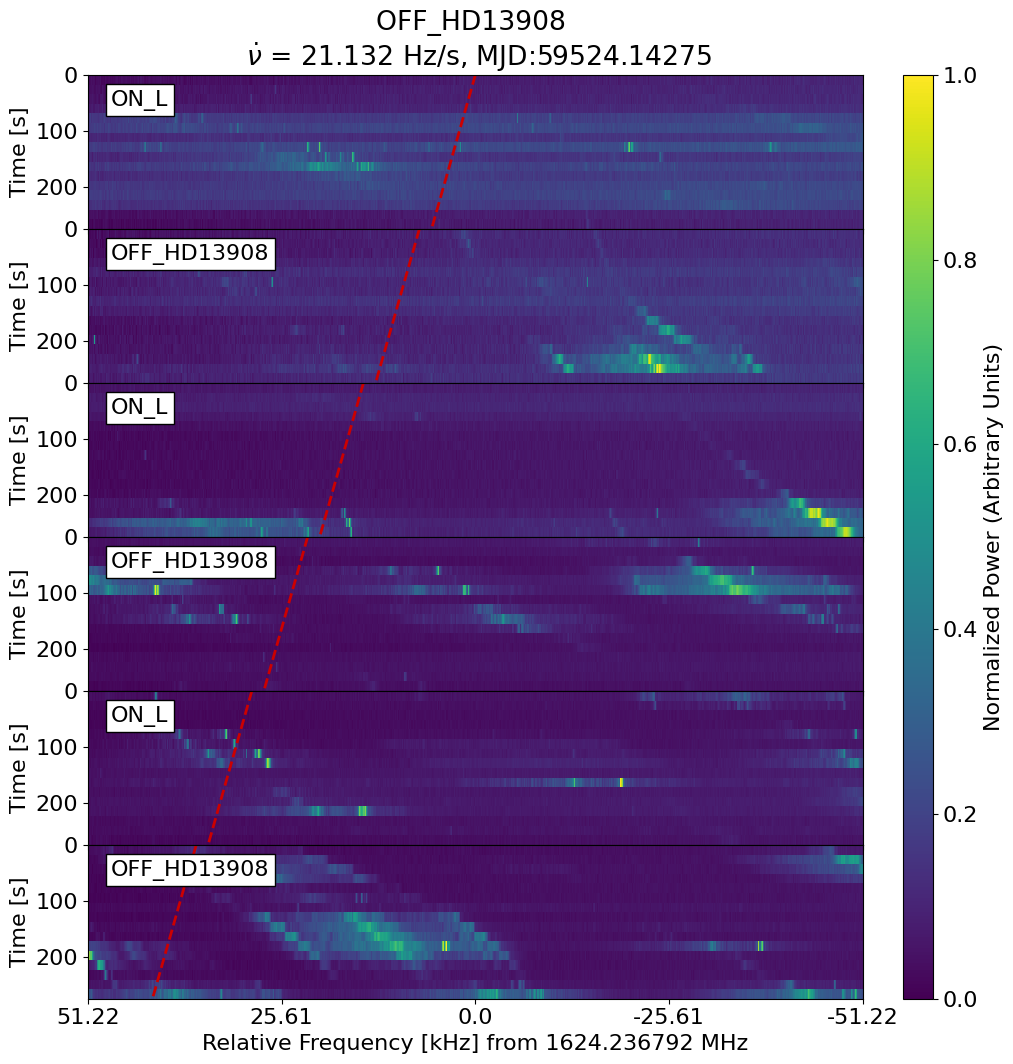 OFF_HD13908
ν̇ = 21.132 Hz/s, MJD:59524.14275
ON_L
OFF_HD13908
ON_L
OFF_HD13908
ON_L
OFF_HD13908
Time [s]
0
100
200
Time [s]
0
100
200
Time [s]
0
100
200
Time [s]
0
100
200
Time [s]
0
100
200
Time [s]
0
100
200
51.22 25.61 0.0 -25.61 -51.22
Relative Frequency [kHz] from 1624.236792 MHz
1.0
0.8
0.6
0.4
0.2
0.0
Normalized Power (Arbitrary Units)